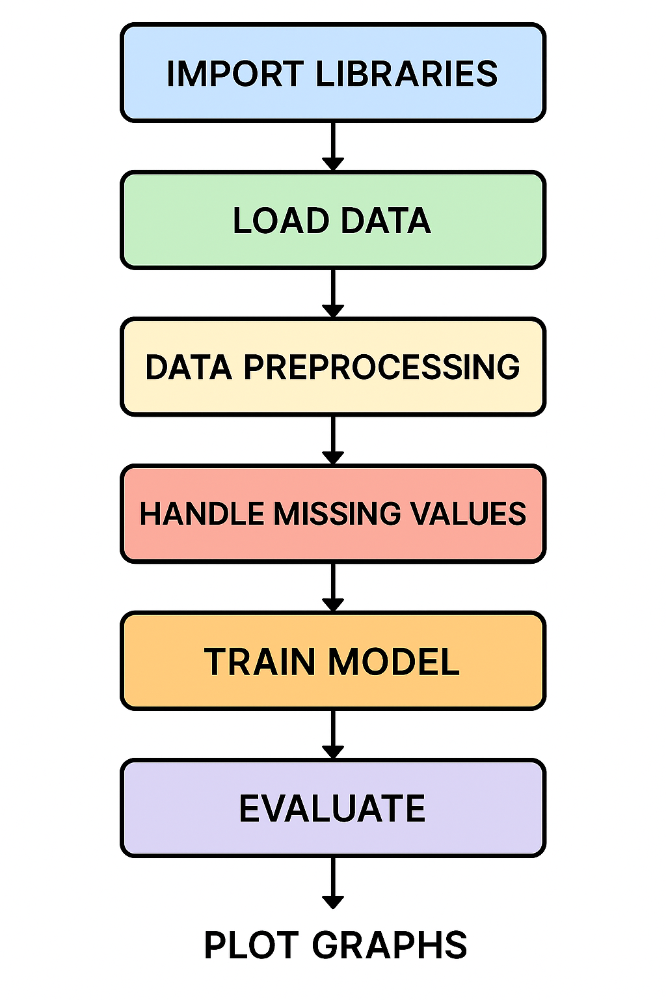 IMPORT LIBRARIES
LOAD DATA
DATA PREPROCESSING
HANDLE MISSING VALUES
TRAIN MODEL
EVALUATE
PLOT GRAPHS